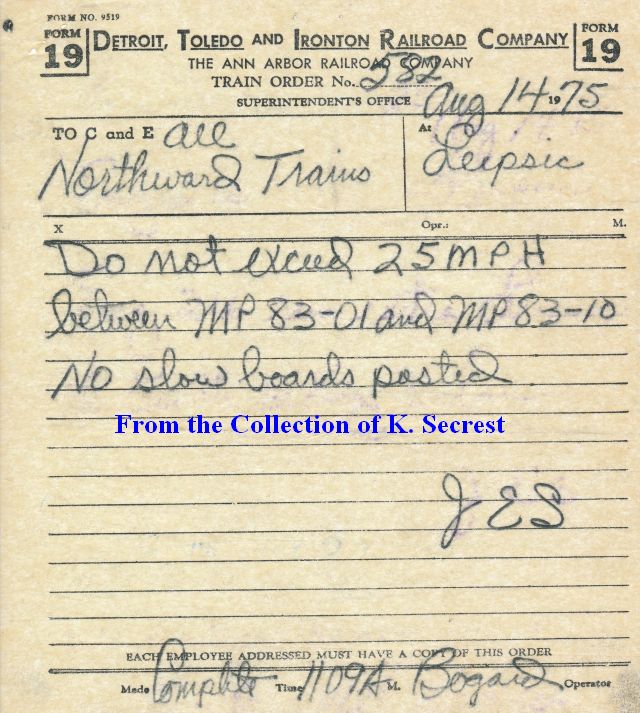 FORM NO. 9519
FORM 19 DETROIT, TOLEDO AND IRONTON RAILROAD COMPANY FORM 19
THE ANN ARBOR RAILROAD COMPANY
TRAIN ORDER No. 582
SUPERINTENDENT'S OFFICE Aug 14 1975
TO C and E All At
Northward Trains Leipsic
X Opr.: M.
Do not exceed 25 MPH
between MP 83-01 and MP 83-10
No slow boards posted
From the Collection of K. Secrest
JES
EACH EMPLOYEE ADDRESSED MUST HAVE A COPY OF THIS ORDER
Made Complete Time 1109A M. Bogard Operator